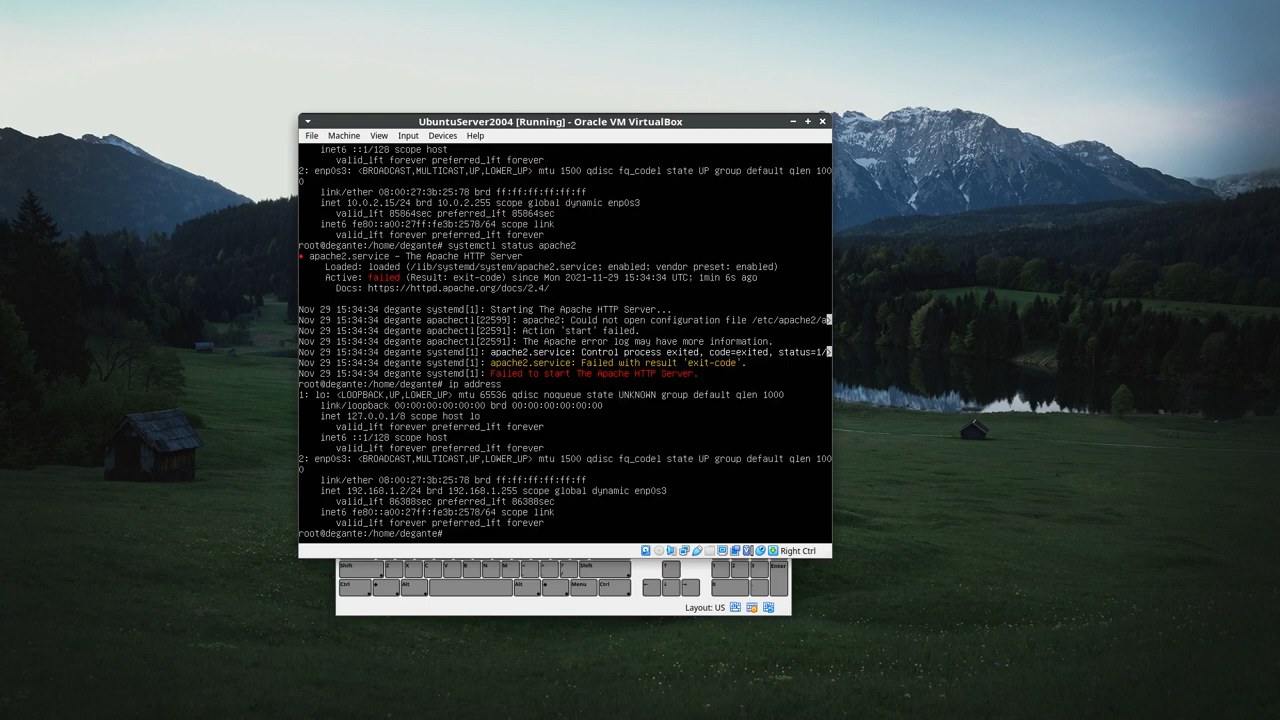 UbuntuServer2004 [Running] - Oracle VM VirtualBox
File Machine View Input Devices Help
inet6 ::1/128 scope host
valid_lft forever preferred_lft forever
2: enp0s3: <BROADCAST,MULTICAST,UP,LOWER_UP> mtu 1500 qdisc fq_codel state UP group default qlen 100
0
link/ether 08:00:27:3b:25:78 brd ff:ff:ff:ff:ff:ff
inet 10.0.2.15/24 brd 10.0.2.255 scope global dynamic enp0s3
valid_lft 85864sec preferred_lft 85864sec
inet6 fe80::a00:27ff:fe3b:2578/64 scope link
valid_lft forever preferred_lft forever
root@degante:/home/degante# systemctl status apache2
● apache2.service - The Apache HTTP Server
Loaded: loaded (/lib/systemd/system/apache2.service; enabled; vendor preset: enabled)
Active: failed (Result: exit-code) since Mon 2021-11-29 15:34:34 UTC; 1min 6s ago
Docs: https://httpd.apache.org/docs/2.4/
Nov 29 15:34:34 degante systemd[1]: Starting The Apache HTTP Server...
Nov 29 15:34:34 degante apachectl[22599]: apache2: Could not open configuration file /etc/apache2/a>
Nov 29 15:34:34 degante apachectl[22591]: Action 'start' failed.
Nov 29 15:34:34 degante apachectl[22591]: The Apache error log may have more information.
Nov 29 15:34:34 degante systemd[1]: apache2.service: Control process exited, code=exited, status=1/>
Nov 29 15:34:34 degante systemd[1]: apache2.service: Failed with result 'exit-code'.
Nov 29 15:34:34 degante systemd[1]: Failed to start The Apache HTTP Server.
root@degante:/home/degante# ip address
1: lo: <LOOPBACK,UP,LOWER_UP> mtu 65536 qdisc noqueue state UNKNOWN group default qlen 1000
link/loopback 00:00:00:00:00:00 brd 00:00:00:00:00:00
inet 127.0.0.1/8 scope host lo
valid_lft forever preferred_lft forever
inet6 ::1/128 scope host
valid_lft forever preferred_lft forever
2: enp0s3: <BROADCAST,MULTICAST,UP,LOWER_UP> mtu 1500 qdisc fq_codel state UP group default qlen 100
0
link/ether 08:00:27:3b:25:78 brd ff:ff:ff:ff:ff:ff
inet 192.168.1.2/24 brd 192.168.1.255 scope global dynamic enp0s3
valid_lft 86388sec preferred_lft 86388sec
inet6 fe80::a00:27ff:fe3b:2578/64 scope link
valid_lft forever preferred_lft forever
root@degante:/home/degante#
Right Ctrl
Shift Z X C V B N M < > ? / Shift ↑ 1 2 3 Enter
Ctrl Alt Alt Menu Ctrl ← ↓ → 0 .
Layout: US